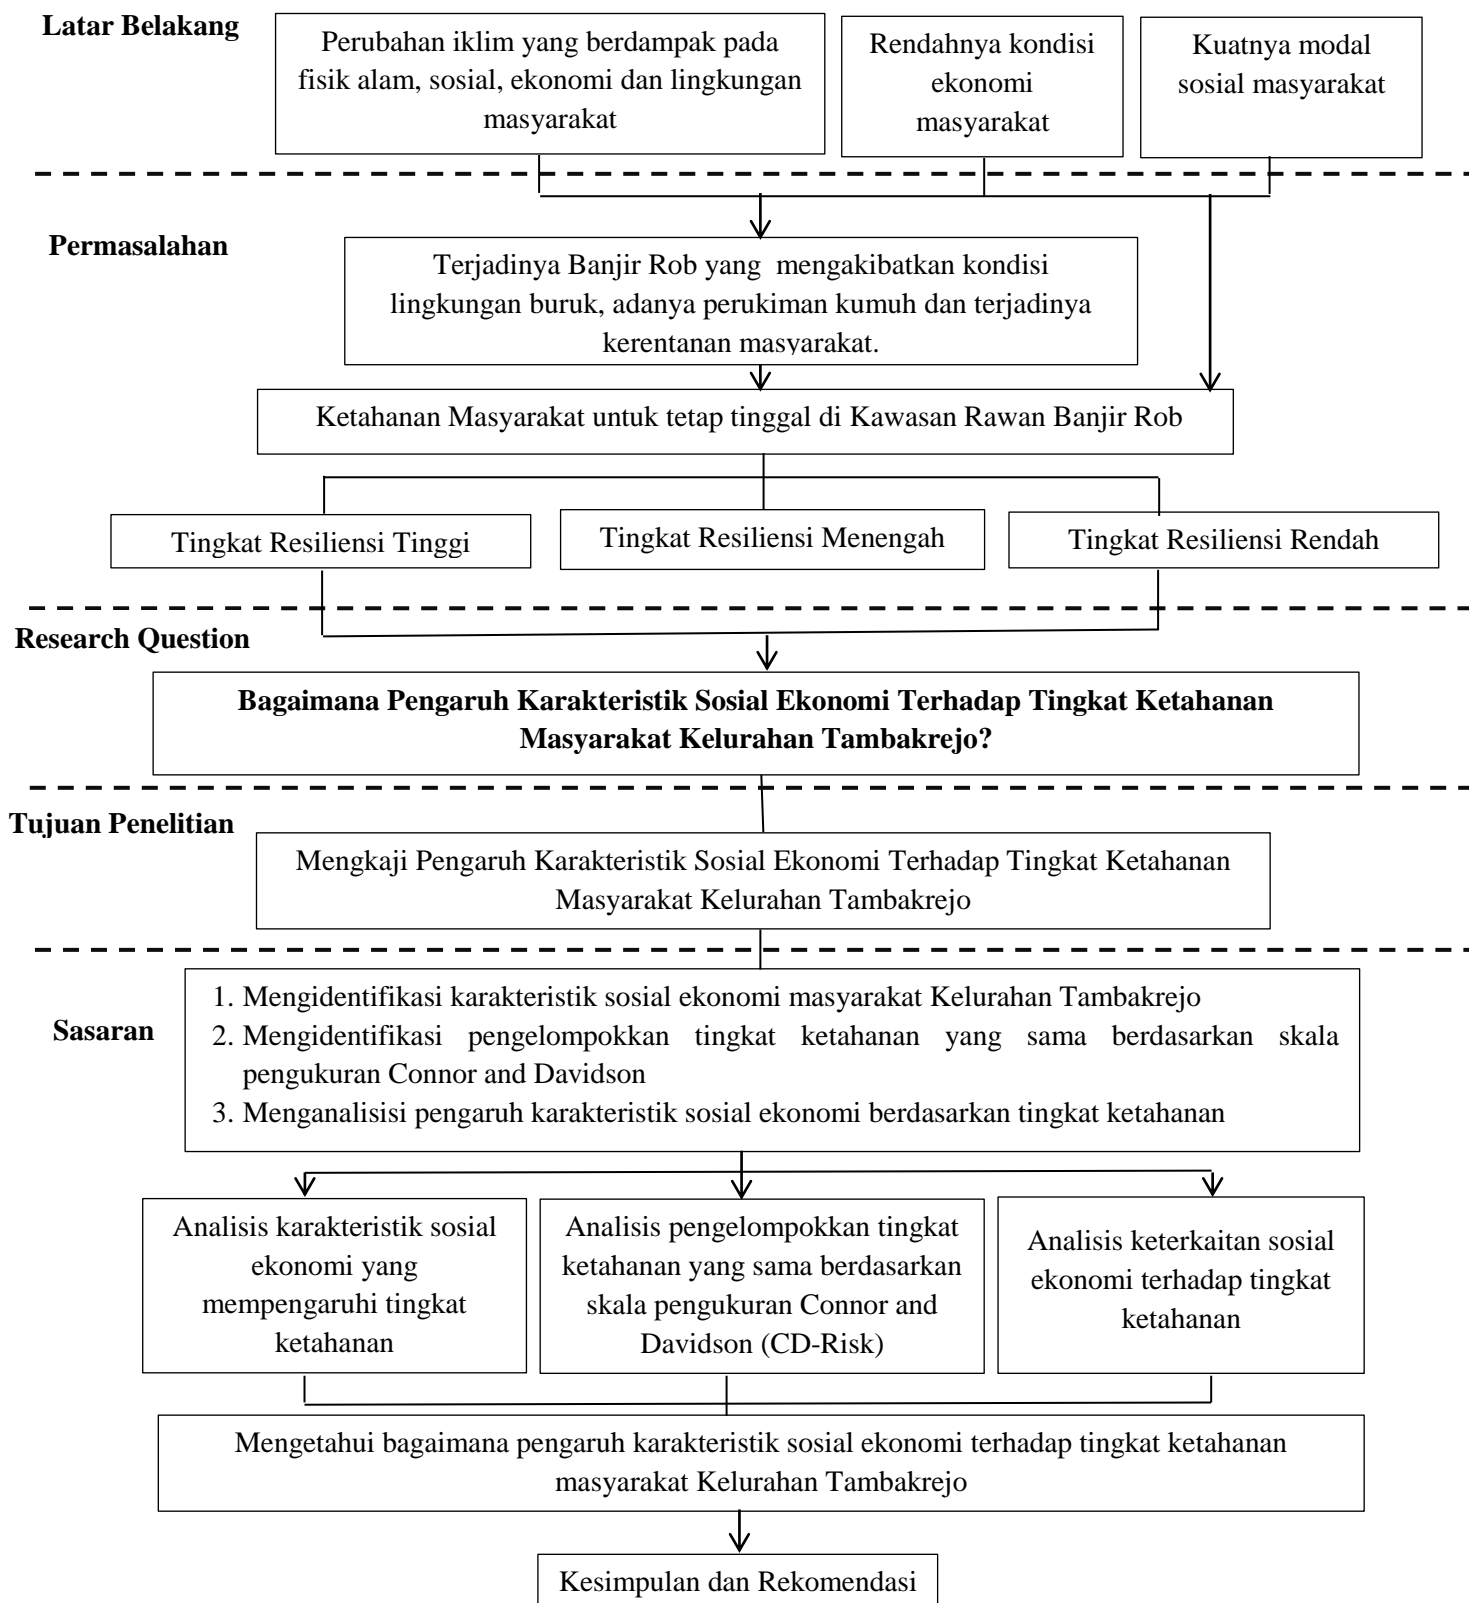 Latar Belakang
Perubahan iklim yang berdampak pada
fisik alam, sosial, ekonomi dan lingkungan
masyarakat
Rendahnya kondisi
ekonomi
masyarakat
Kuatnya modal
sosial masyarakat
Permasalahan
Terjadinya Banjir Rob yang mengakibatkan kondisi
lingkungan buruk, adanya perukiman kumuh dan terjadinya
kerentanan masyarakat.
Ketahanan Masyarakat untuk tetap tinggal di Kawasan Rawan Banjir Rob
Tingkat Resiliensi Tinggi
Tingkat Resiliensi Menengah
Tingkat Resiliensi Rendah
Research Question
Bagaimana Pengaruh Karakteristik Sosial Ekonomi Terhadap Tingkat Ketahanan
Masyarakat Kelurahan Tambakrejo?
Tujuan Penelitian
Mengkaji Pengaruh Karakteristik Sosial Ekonomi Terhadap Tingkat Ketahanan
Masyarakat Kelurahan Tambakrejo
Sasaran
1. Mengidentifikasi karakteristik sosial ekonomi masyarakat Kelurahan Tambakrejo
2. Mengidentifikasi pengelompokkan tingkat ketahanan yang sama berdasarkan skala
pengukuran Connor and Davidson
3. Menganalisisi pengaruh karakteristik sosial ekonomi berdasarkan tingkat ketahanan
Analisis karakteristik sosial
ekonomi yang
mempengaruhi tingkat
ketahanan
Analisis pengelompokkan tingkat
ketahanan yang sama berdasarkan
skala pengukuran Connor and
Davidson (CD-Risk)
Analisis keterkaitan sosial
ekonomi terhadap tingkat
ketahanan
Mengetahui bagaimana pengaruh karakteristik sosial ekonomi terhadap tingkat ketahanan
masyarakat Kelurahan Tambakrejo
Kesimpulan dan Rekomendasi